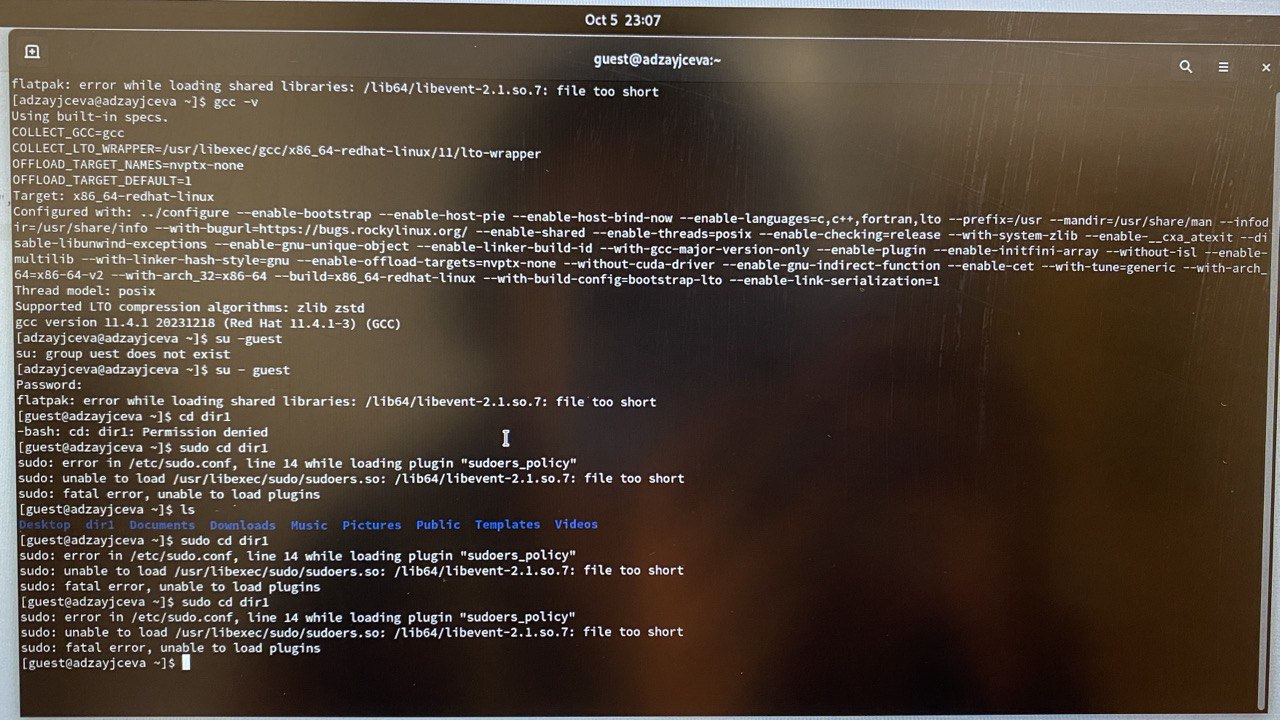 Oct 5 23:07
guest@adzayjceva:~
flatpak: error while loading shared libraries: /lib64/libevent-2.1.so.7: file too short
[adzayjceva@adzayjceva ~]$ gcc -v
Using built-in specs.
COLLECT_GCC=gcc
COLLECT_LTO_WRAPPER=/usr/libexec/gcc/x86_64-redhat-linux/11/lto-wrapper
OFFLOAD_TARGET_NAMES=nvptx-none
OFFLOAD_TARGET_DEFAULT=1
Target: x86_64-redhat-linux
Configured with: ../configure --enable-bootstrap --enable-host-pie --enable-host-bind-now --enable-languages=c,c++,fortran,lto --prefix=/usr --mandir=/usr/share/man --infod
ir=/usr/share/info --with-bugurl=https://bugs.rockylinux.org/ --enable-shared --enable-threads=posix --enable-checking=release --with-system-zlib --enable-__cxa_atexit --di
sable-libunwind-exceptions --enable-gnu-unique-object --enable-linker-build-id --with-gcc-major-version-only --enable-plugin --enable-initfini-array --without-isl --enable-
multilib --with-linker-hash-style=gnu --enable-offload-targets=nvptx-none --without-cuda-driver --enable-gnu-indirect-function --enable-cet --with-tune=generic --with-arch_
64=x86-64-v2 --with-arch_32=x86-64 --build=x86_64-redhat-linux --with-build-config=bootstrap-lto --enable-link-serialization=1
Thread model: posix
Supported LTO compression algorithms: zlib zstd
gcc version 11.4.1 20231218 (Red Hat 11.4.1-3) (GCC)
[adzayjceva@adzayjceva ~]$ su -guest
su: group uest does not exist
[adzayjceva@adzayjceva ~]$ su - guest
Password:
flatpak: error while loading shared libraries: /lib64/libevent-2.1.so.7: file too short
[guest@adzayjceva ~]$ cd dir1
-bash: cd: dir1: Permission denied
[guest@adzayjceva ~]$ sudo cd dir1
sudo: error in /etc/sudo.conf, line 14 while loading plugin "sudoers_policy"
sudo: unable to load /usr/libexec/sudo/sudoers.so: /lib64/libevent-2.1.so.7: file too short
sudo: fatal error, unable to load plugins
[guest@adzayjceva ~]$ ls
Desktop dir1 Documents Downloads Music Pictures Public Templates Videos
[guest@adzayjceva ~]$ sudo cd dir1
sudo: error in /etc/sudo.conf, line 14 while loading plugin "sudoers_policy"
sudo: unable to load /usr/libexec/sudo/sudoers.so: /lib64/libevent-2.1.so.7: file too short
sudo: fatal error, unable to load plugins
[guest@adzayjceva ~]$ sudo cd dir1
sudo: error in /etc/sudo.conf, line 14 while loading plugin "sudoers_policy"
sudo: unable to load /usr/libexec/sudo/sudoers.so: /lib64/libevent-2.1.so.7: file too short
sudo: fatal error, unable to load plugins
[guest@adzayjceva ~]$